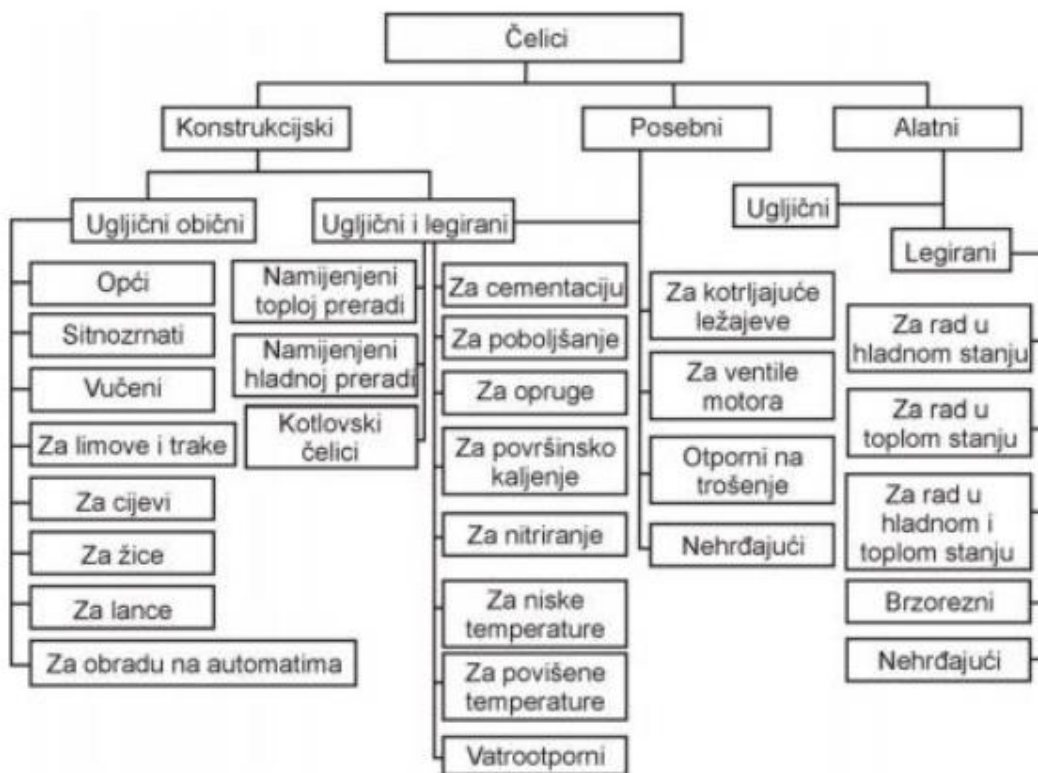 Čelici
Konstrukcijski
Posebni
Alatni
Ugljični obični
Ugljični i legirani
Ugljični
Legirani
Opći
Sitnozrnati
Vučeni
Za limove i trake
Za cijevi
Za žice
Za lance
Za obradu na automatima
Namijenjeni
toploj preradi
Namijenjeni
hladnoj preradi
Kotlovski
čelici
Za cementaciju
Za poboljšanje
Za opruge
Za površinsko
kaljenje
Za nitriranje
Za niske
temperature
Za povišene
temperature
Vatrootporni
Za kotrljajuće
ležajeve
Za ventile
motora
Otporni na
trošenje
Nehrđajući
Za rad u
hladnom stanju
Za rad u
toplom stanju
Za rad u
hladnom i
toplom stanju
Brzorezni
Nehrđajući